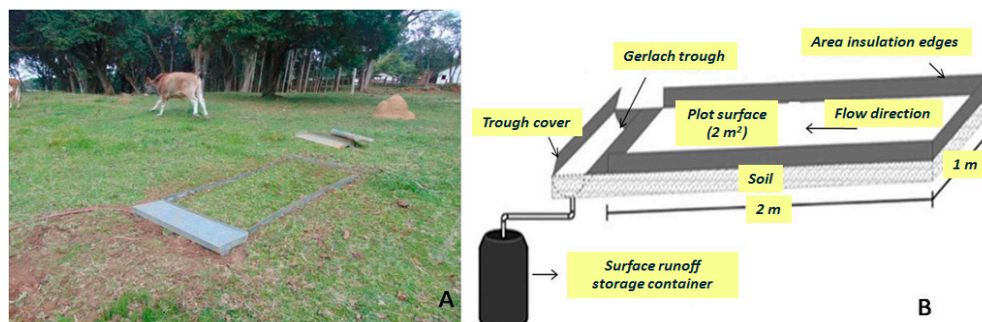 A
Area insulation edges
Gerlach trough
Trough cover
Plot surface
(2 m²)
Flow direction
1 m
Soil
2 m
Surface runoff
storage container
B